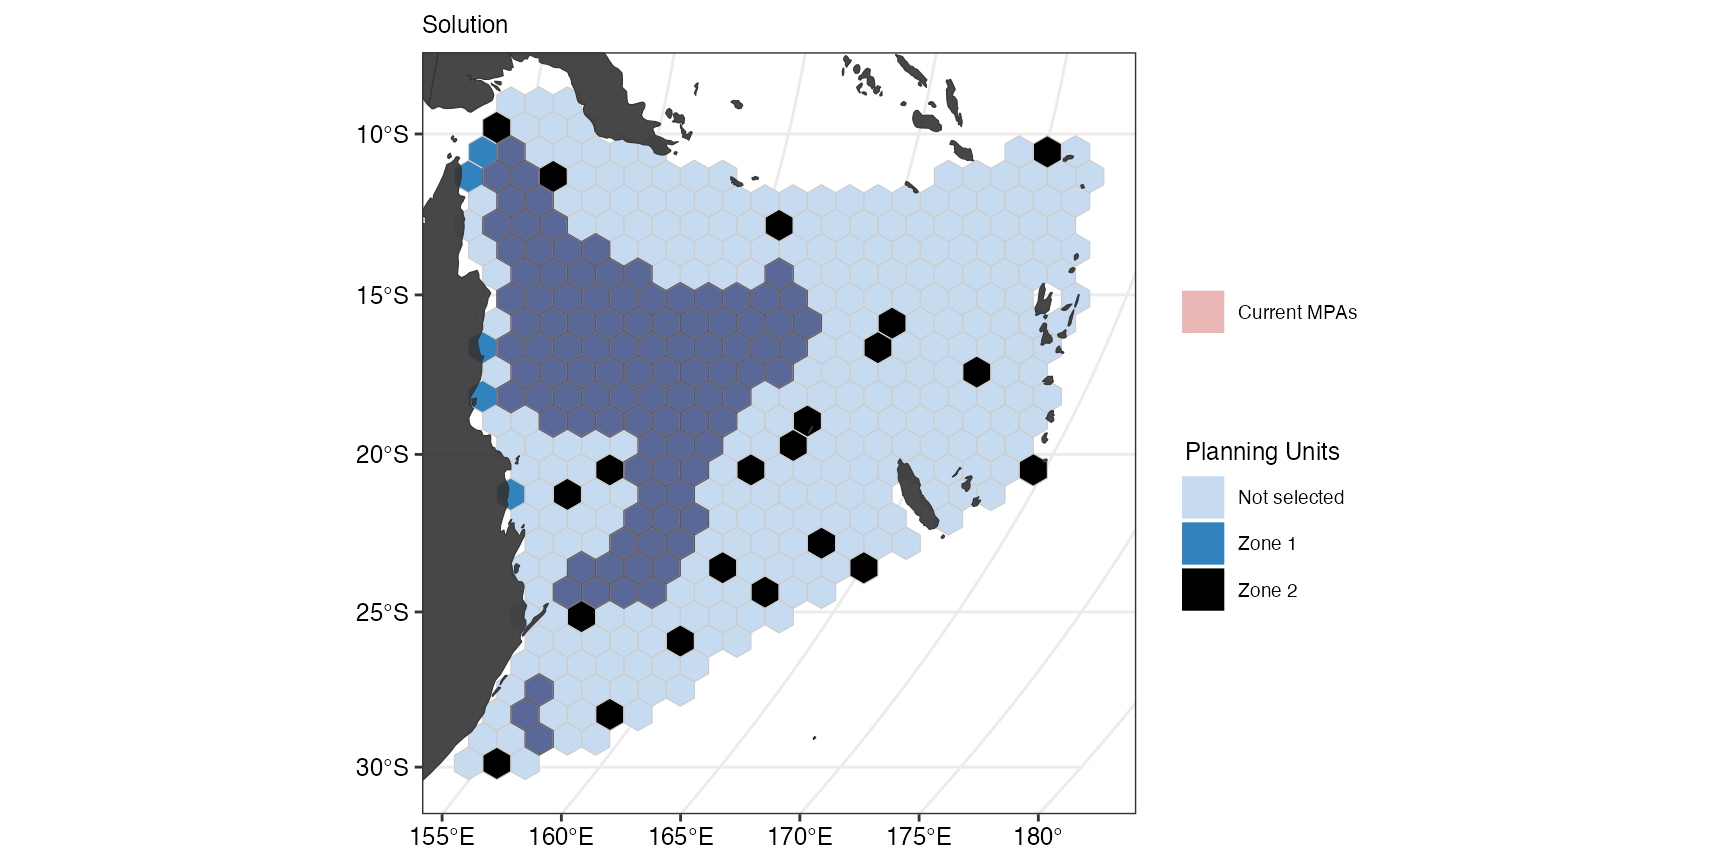 Solution
10°S
15°S
20°S
25°S
30°S
155°E 160°E 165°E 170°E 175°E 180°
Current MPAs
Planning Units
Not selected
Zone 1
Zone 2